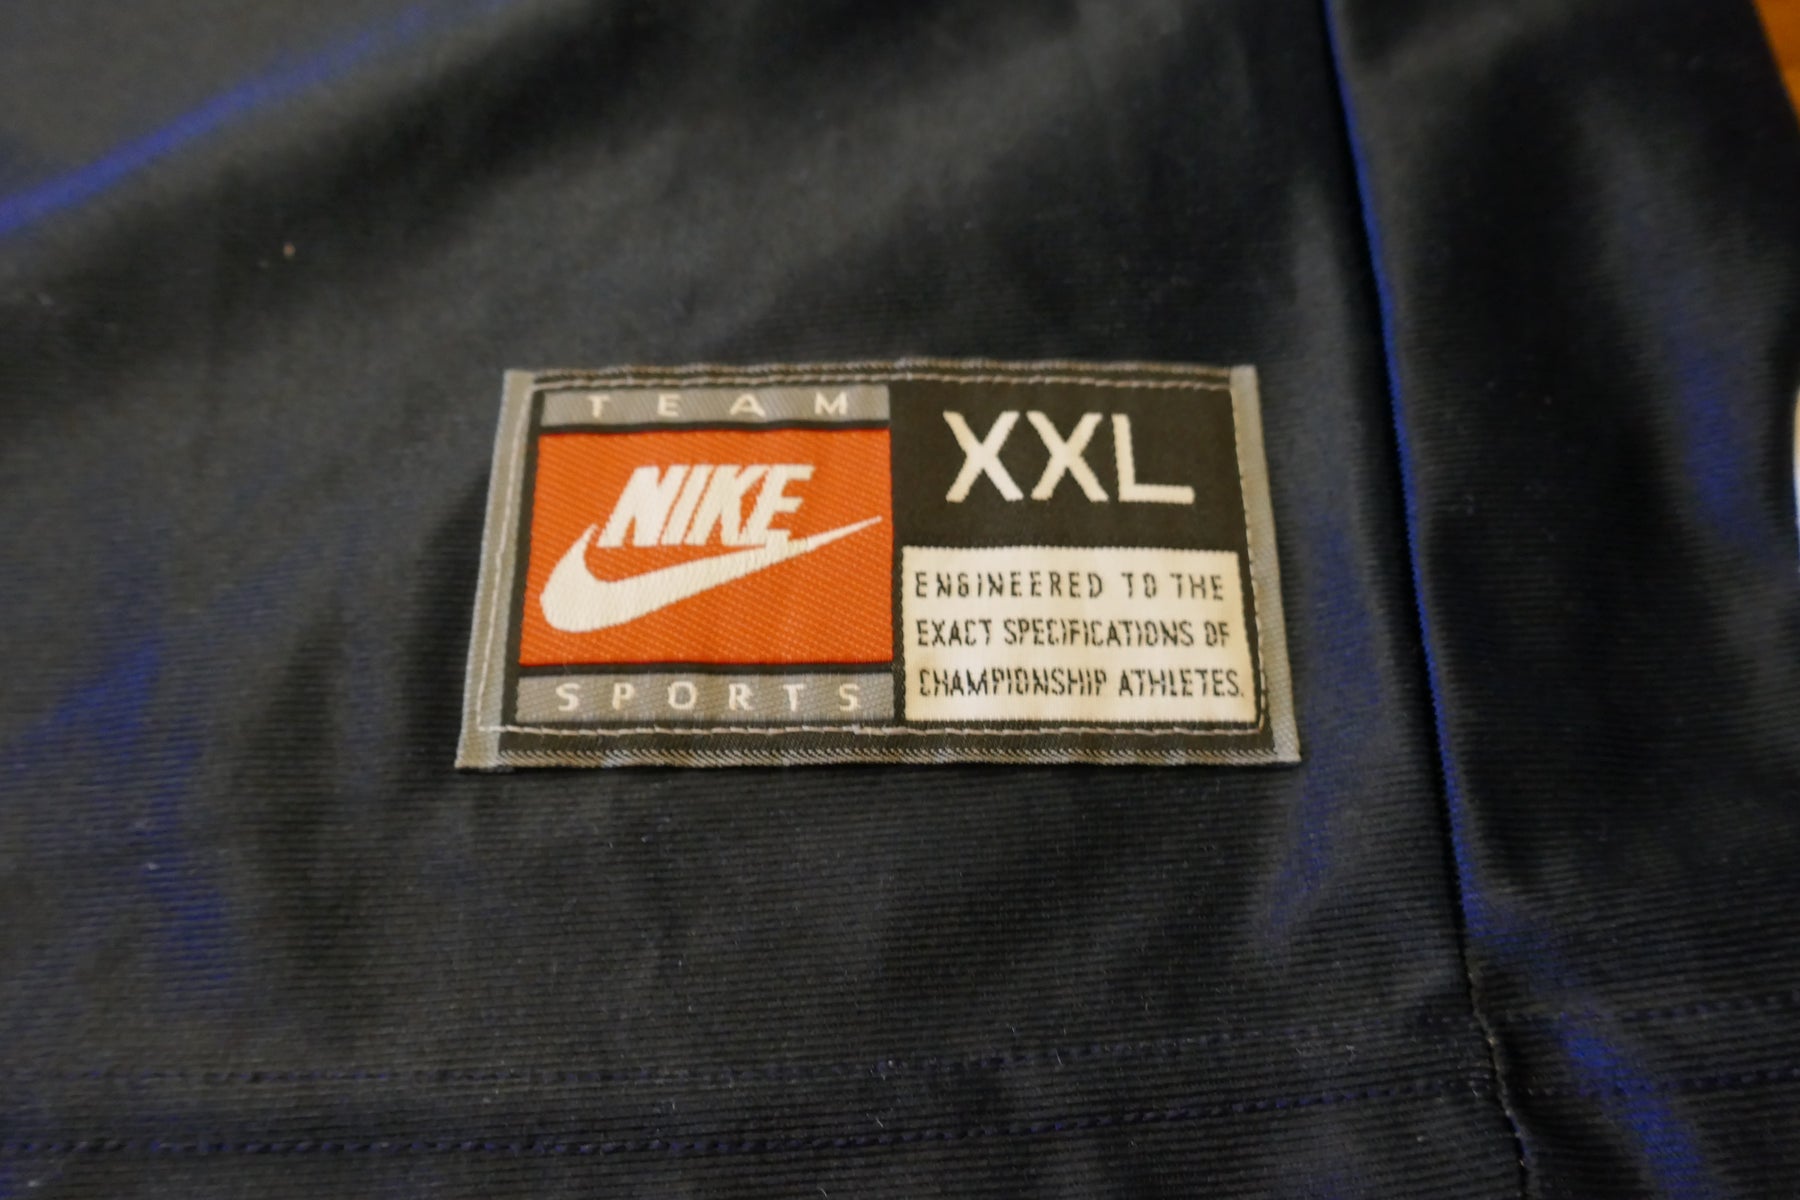 TEAM
NIKE
SPORTS
XXL
ENGINEERED TO THE
EXACT SPECIFICATIONS OF
CHAMPIONSHIP ATHLETES.